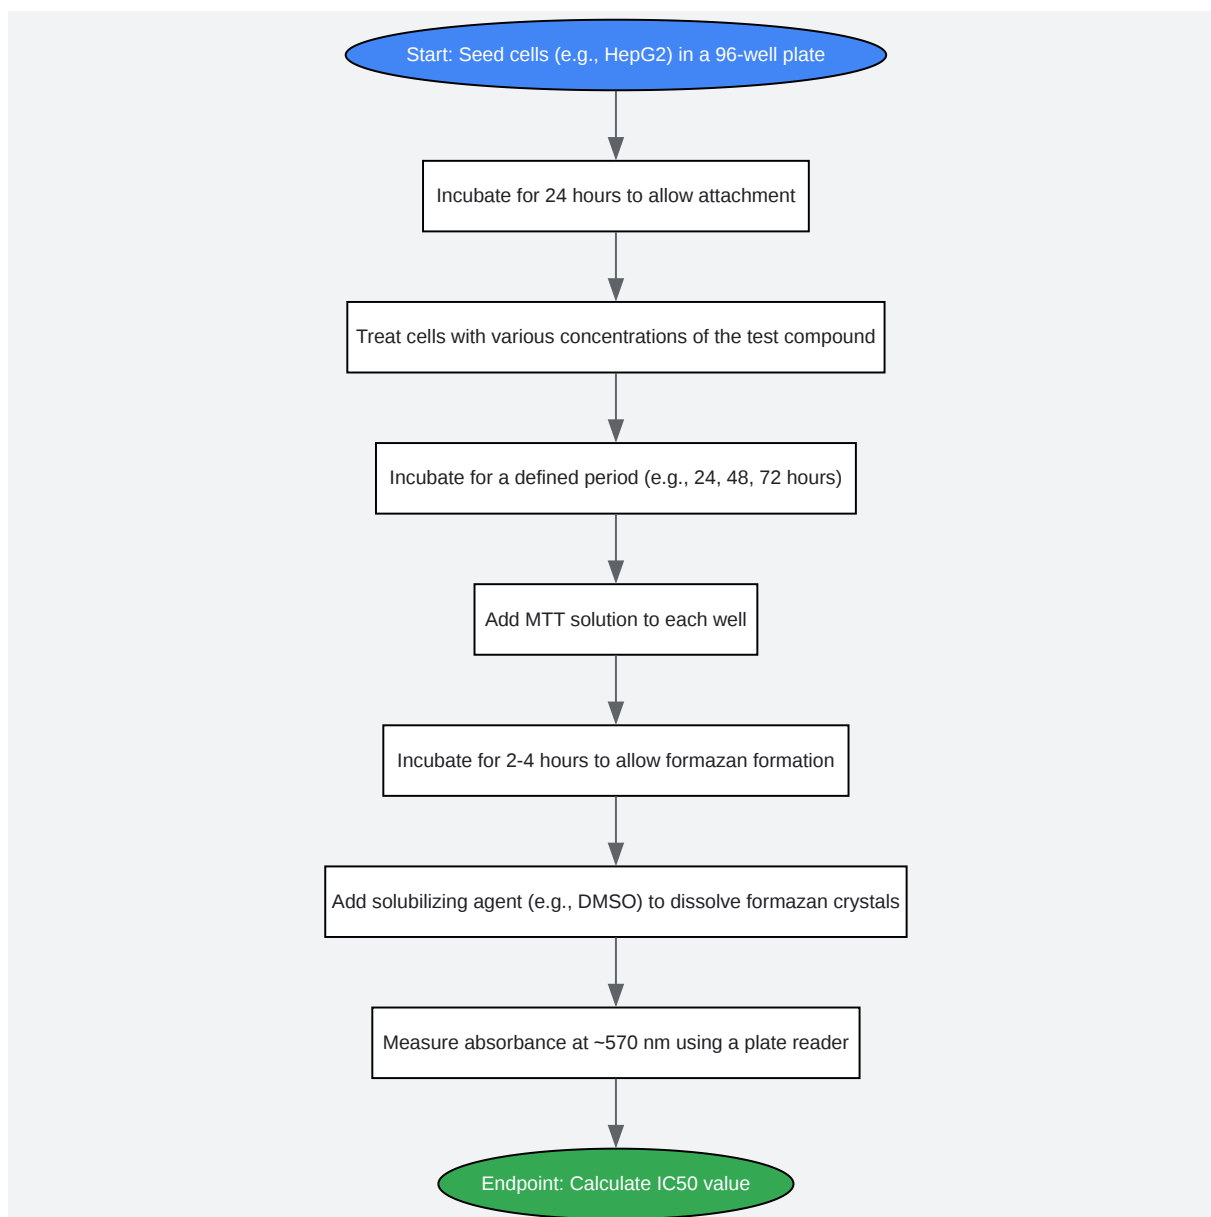 Start: Seed cells (e.g., HepG2) in a 96-well plate
Incubate for 24 hours to allow attachment
Treat cells with various concentrations of the test compound
Incubate for a defined period (e.g., 24, 48, 72 hours)
Add MTT solution to each well
Incubate for 2-4 hours to allow formazan formation
Add solubilizing agent (e.g., DMSO) to dissolve formazan crystals
Measure absorbance at ~570 nm using a plate reader
Endpoint: Calculate IC50 value